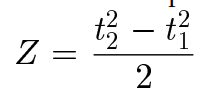 Z = \frac{t_2^2 - t_1^2}{2}